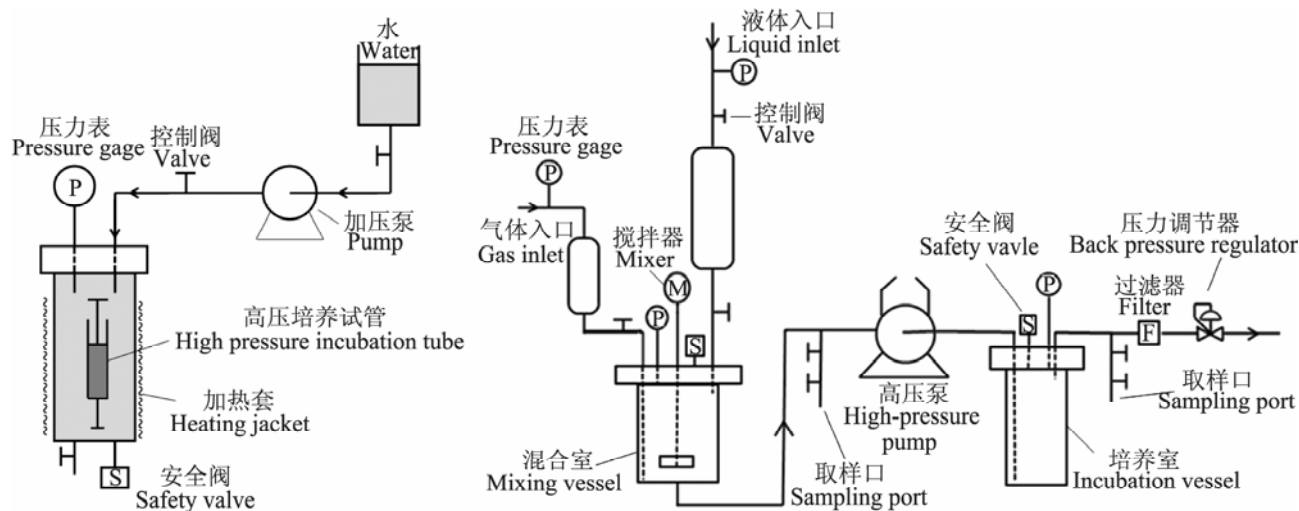 水
Water
压力表
Pressure gage
控制阀
Valve
P
加压泵
Pump
高压培养试管
High pressure incubation tube
加热套
Heating jacket
S
安全阀
Safety valve
液体入口
Liquid inlet
P
控制阀
Valve
压力表
Pressure gage
P
气体入口
Gas inlet
搅拌器
Mixer
M
P
S
混合室
Mixing vessel
取样口
Sampling port
高压泵
High-pressure
pump
安全阀
Safety vavle
S
P
压力调节器
Back pressure regulator
过滤器
Filter
F
取样口
Sampling port
培养室
Incubation vessel